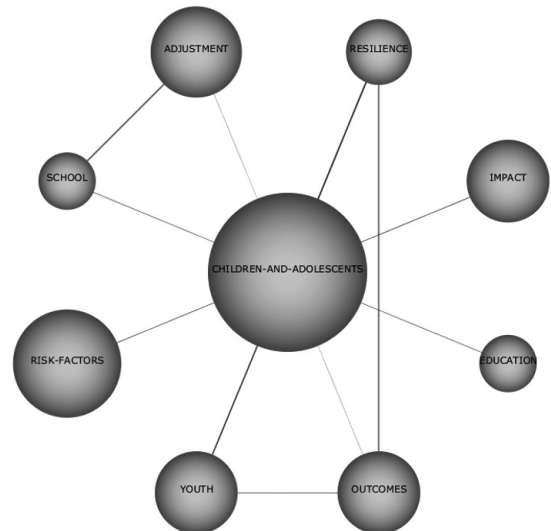 ADJUSTMENT
RESILIENCE
SCHOOL
IMPACT
CHILDREN-AND-ADOLESCENTS
RISK-FACTORS
EDUCATION
YOUTH
OUTCOMES